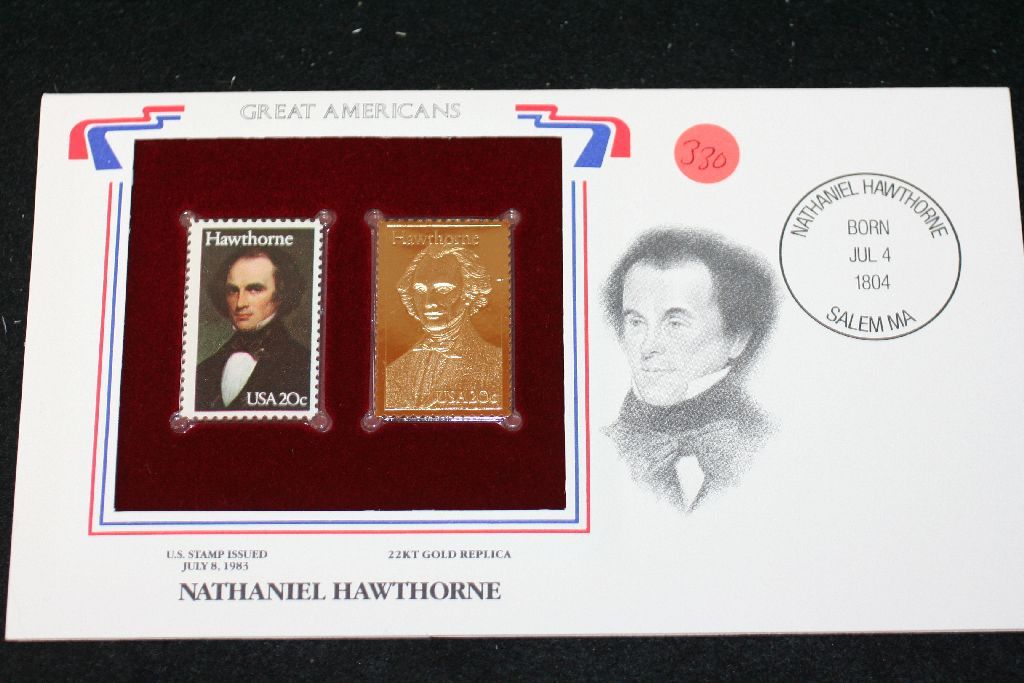 GREAT AMERICANS
330
Hawthorne
USA 20c
Hawthorne
USA 20c
NATHANIEL HAWTHORNE
BORN
JUL 4
1804
SALEM MA
U.S. STAMP ISSUED
JULY 8, 1983
22KT GOLD REPLICA
NATHANIEL HAWTHORNE